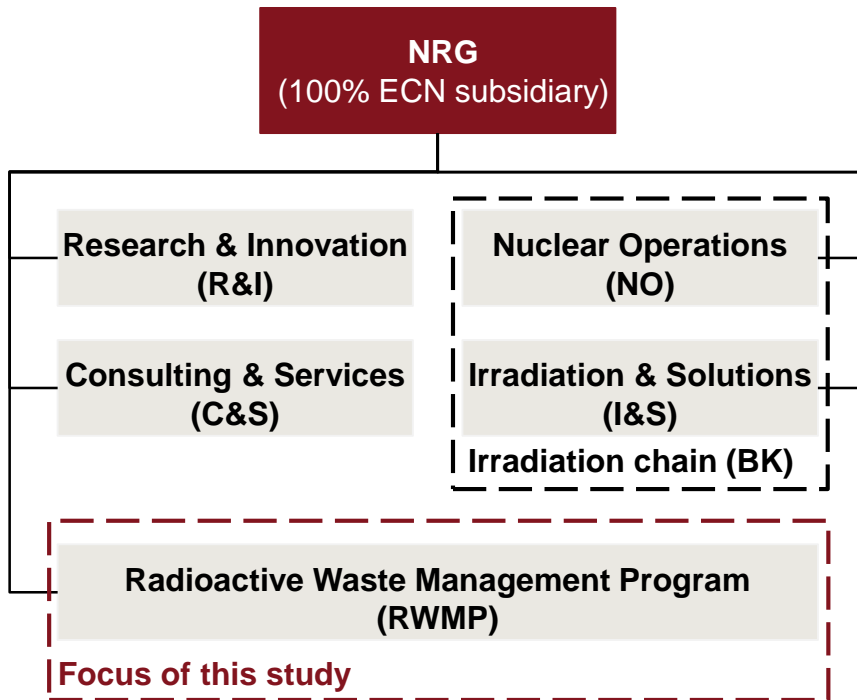 NRG
(100% ECN subsidiary)
Research & Innovation
(R&I)
Nuclear Operations
(NO)
Consulting & Services
(C&S)
Irradiation & Solutions
(I&S)
Irradiation chain (BK)
Radioactive Waste Management Program
(RWMP)
Focus of this study